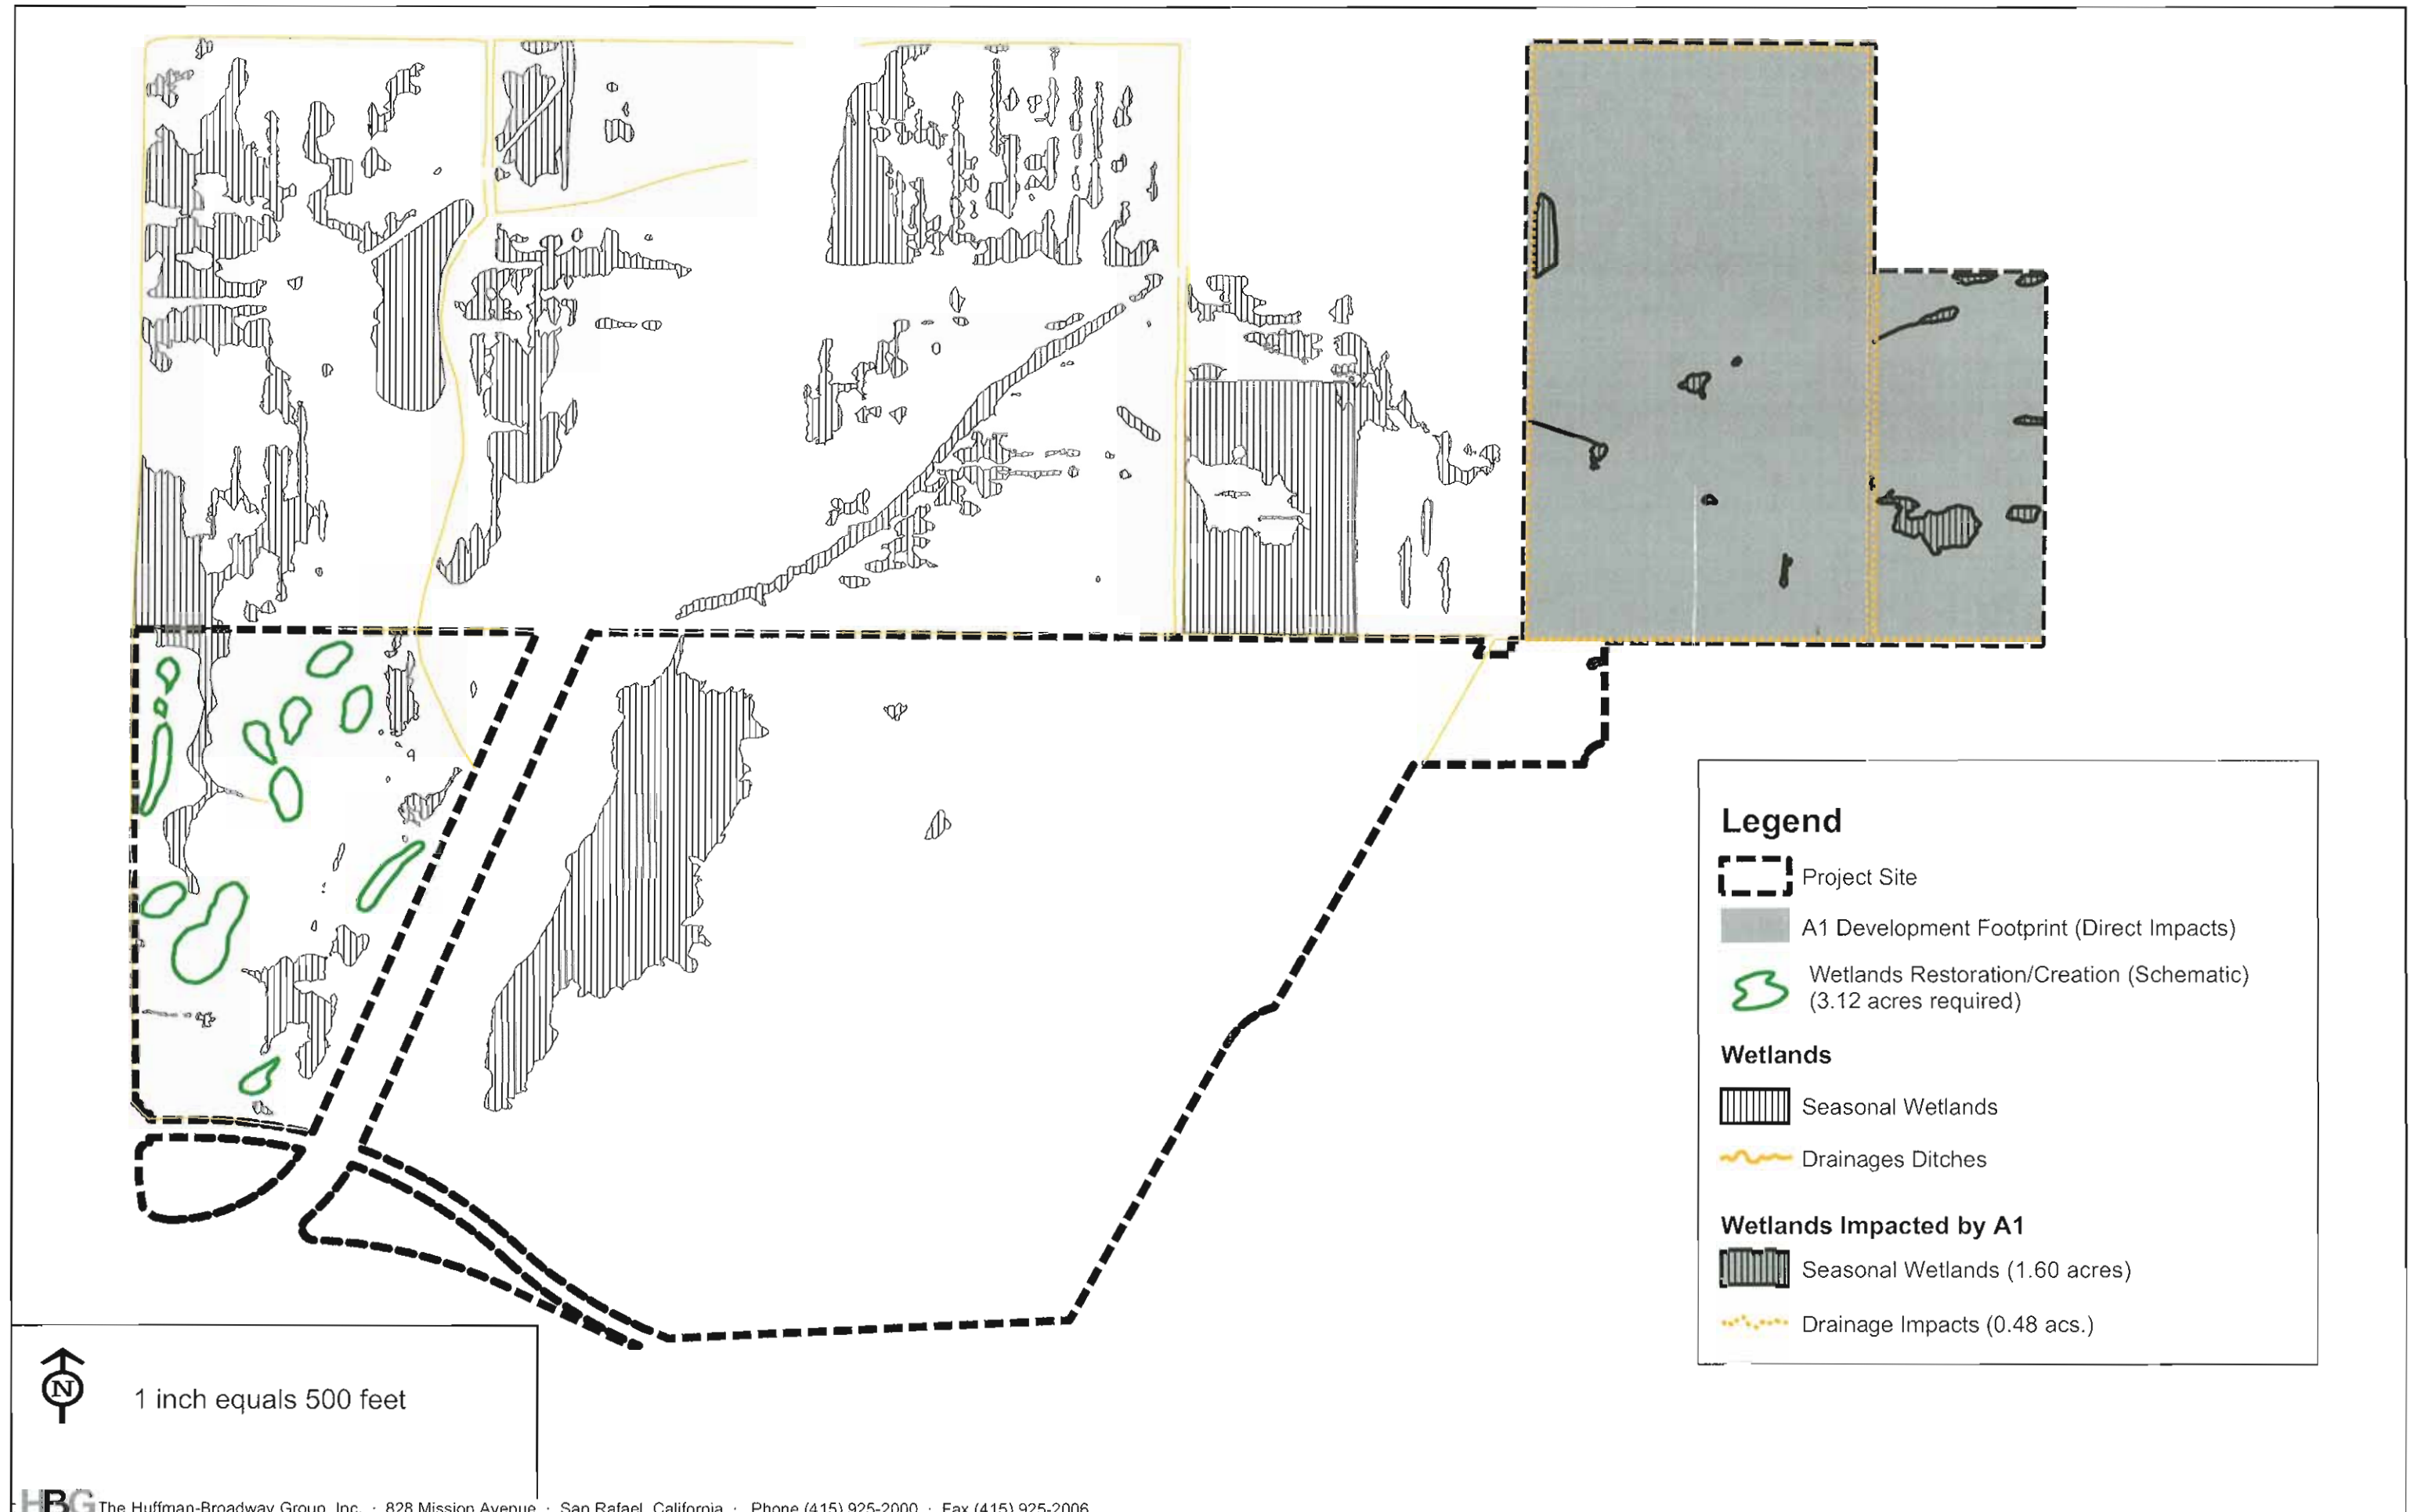 Legend
Project Site
A1 Development Footprint (Direct Impacts)
Wetlands Restoration/Creation (Schematic)
(3.12 acres required)
Wetlands
Seasonal Wetlands
Drainages Ditches
Wetlands Impacted by A1
Seasonal Wetlands (1.60 acres)
Drainage Impacts (0.48 acs.)
N
1 inch equals 500 feet
HBG The Huffman-Broadway Group, Inc. · 828 Mission Avenue · San Rafael, California · Phone (415) 925-2000 · Fax (415) 925-2006